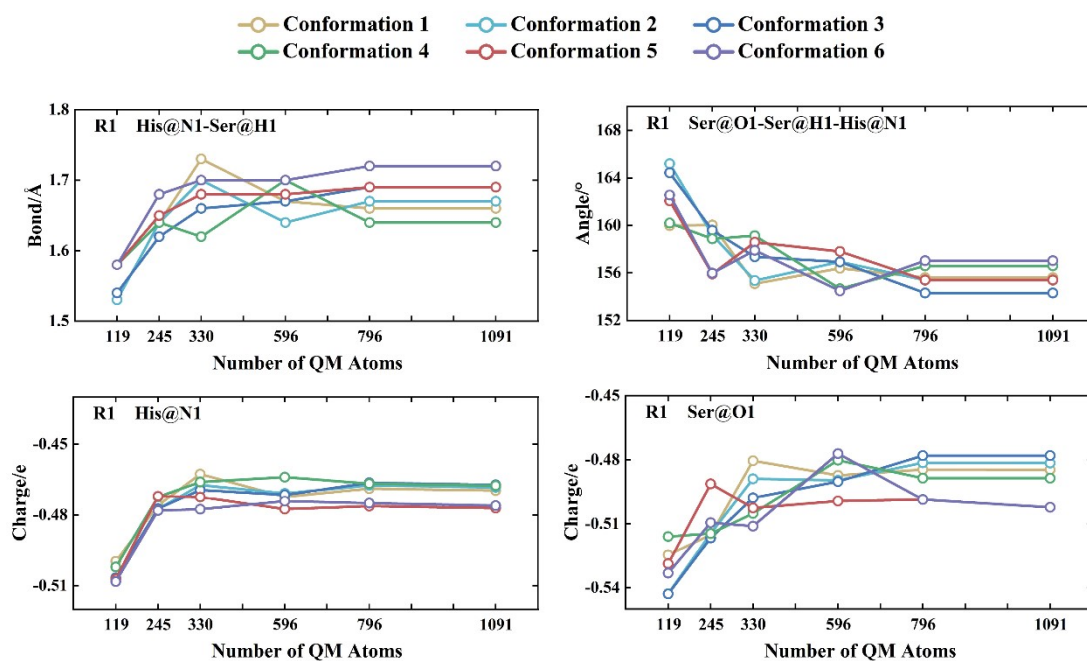 Conformation 1 Conformation 2 Conformation 3
Conformation 4 Conformation 5 Conformation 6
R1 His@N1-Ser@H1
Bond/Å
1.8
1.7
1.6
1.5
119 245 330 596 796 1091
Number of QM Atoms
R1 Ser@O1-Ser@H1-His@N1
Angle/°
168
164
160
156
152
119 245 330 596 796 1091
Number of QM Atoms
R1 His@N1
Charge/e
-0.45
-0.48
-0.51
119 245 330 596 796 1091
Number of QM Atoms
R1 Ser@O1
Charge/e
-0.45
-0.48
-0.51
-0.54
119 245 330 596 796 1091
Number of QM Atoms